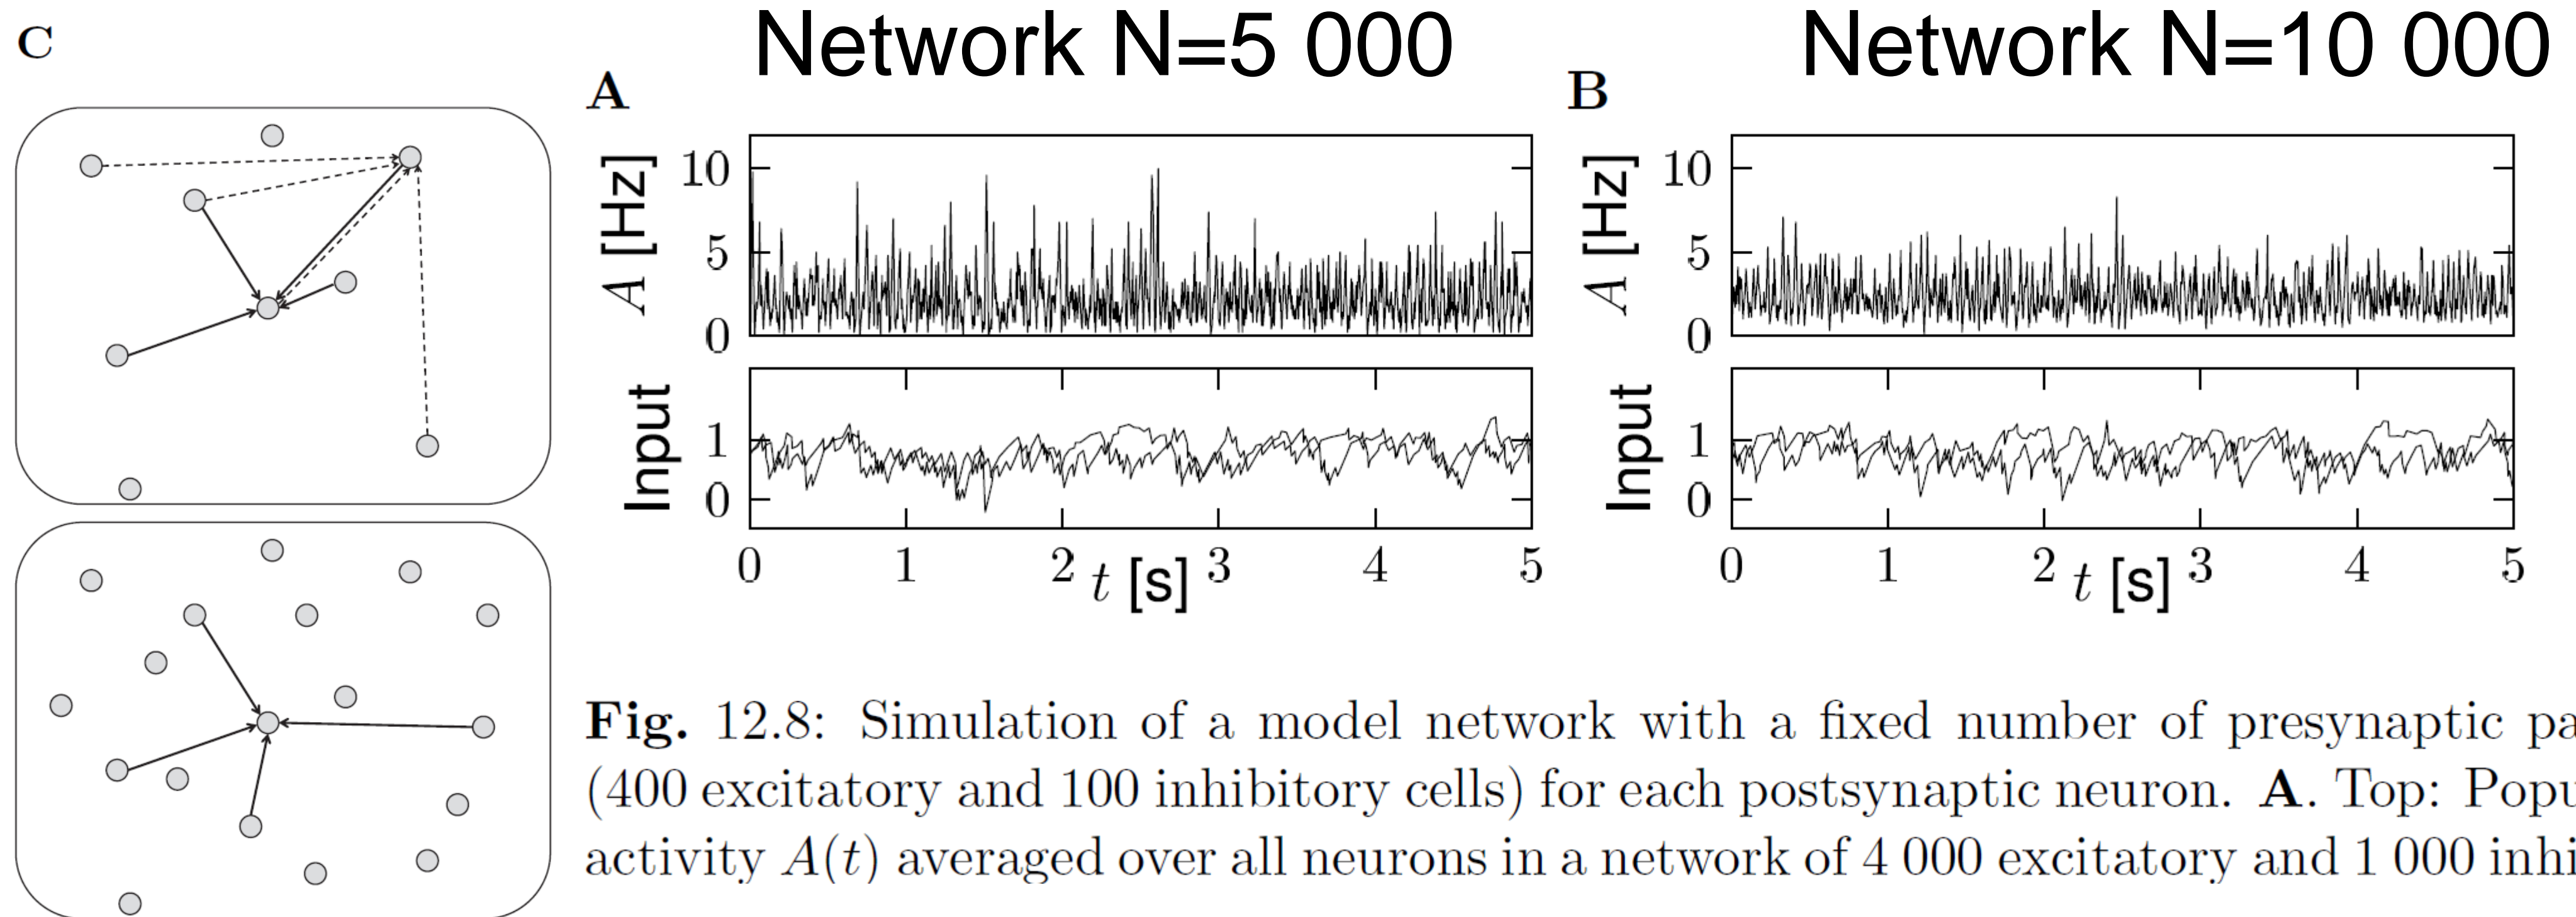 C
Network N=5 000
Network N=10 000
A
B
A [Hz]
10
5
0
Input
1
0
0 1 2 3 4 5
t [s]
A [Hz]
10
5
0
Input
1
0
0 1 2 3 4 5
t [s]
Fig. 12.8: Simulation of a model network with a fixed number of presynaptic pa
(400 excitatory and 100 inhibitory cells) for each postsynaptic neuron. A. Top: Popu
activity A(t) averaged over all neurons in a network of 4 000 excitatory and 1 000 inhi